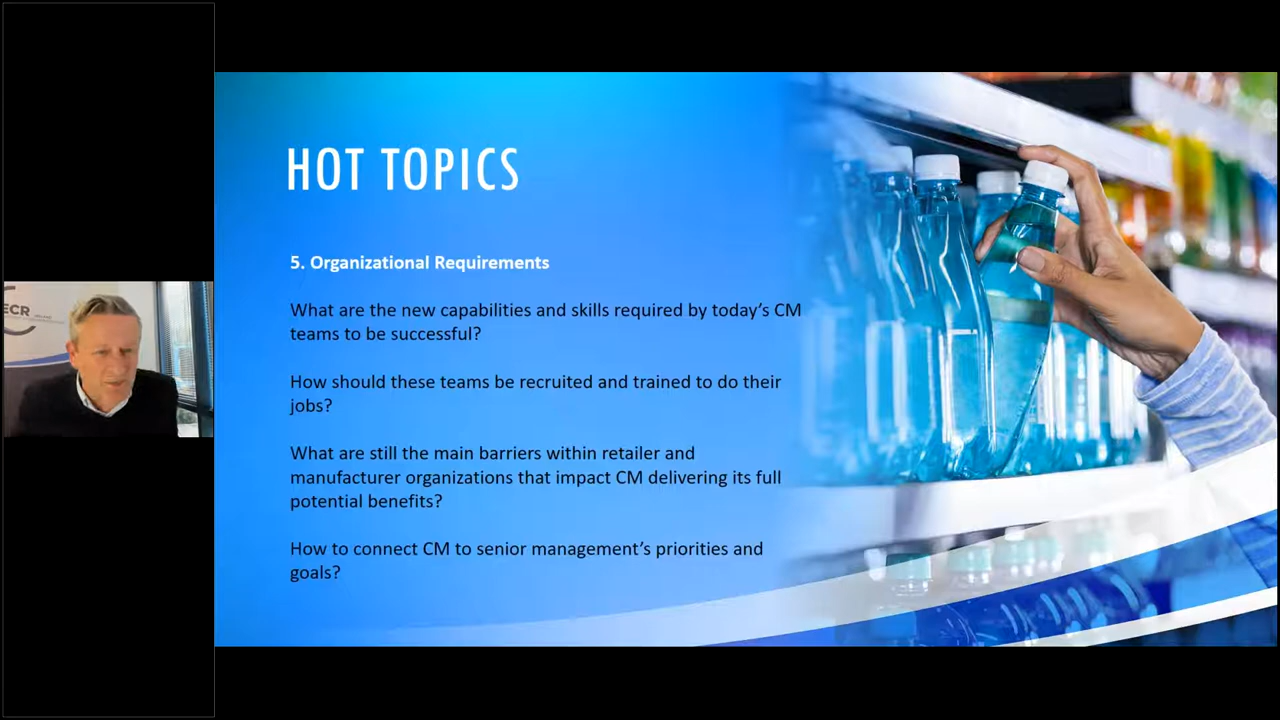 HOT TOPICS
5. Organizational Requirements
What are the new capabilities and skills required by today's CM
teams to be successful?
How should these teams be recruited and trained to do their
jobs?
What are still the main barriers within retailer and
manufacturer organizations that impact CM delivering its full
potential benefits?
How to connect CM to senior management's priorities and
goals?
ECR